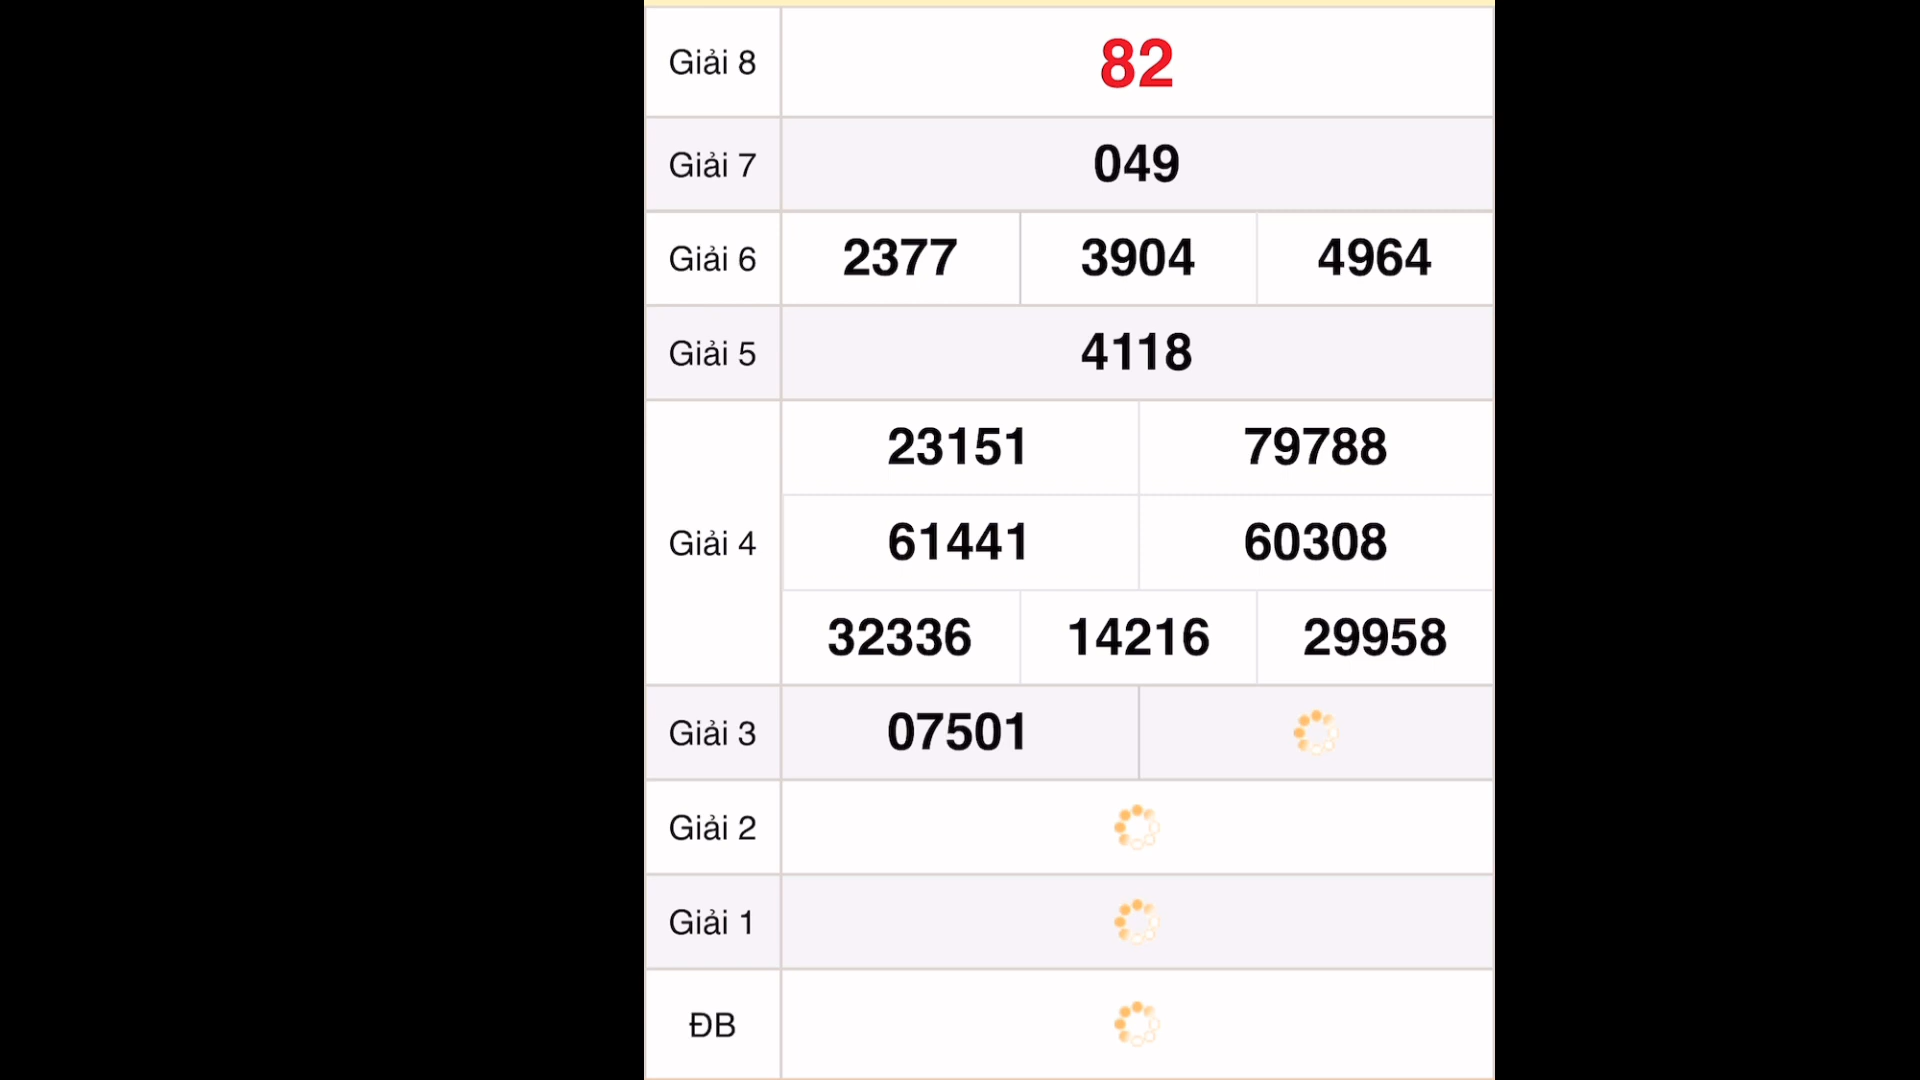 Giải 8 82
Giải 7 049
Giải 6 2377 3904 4964
Giải 5 4118
23151 79788
Giải 4 61441 60308
32336 14216 29958
Giải 3 07501
Giải 2
Giải 1
ĐB